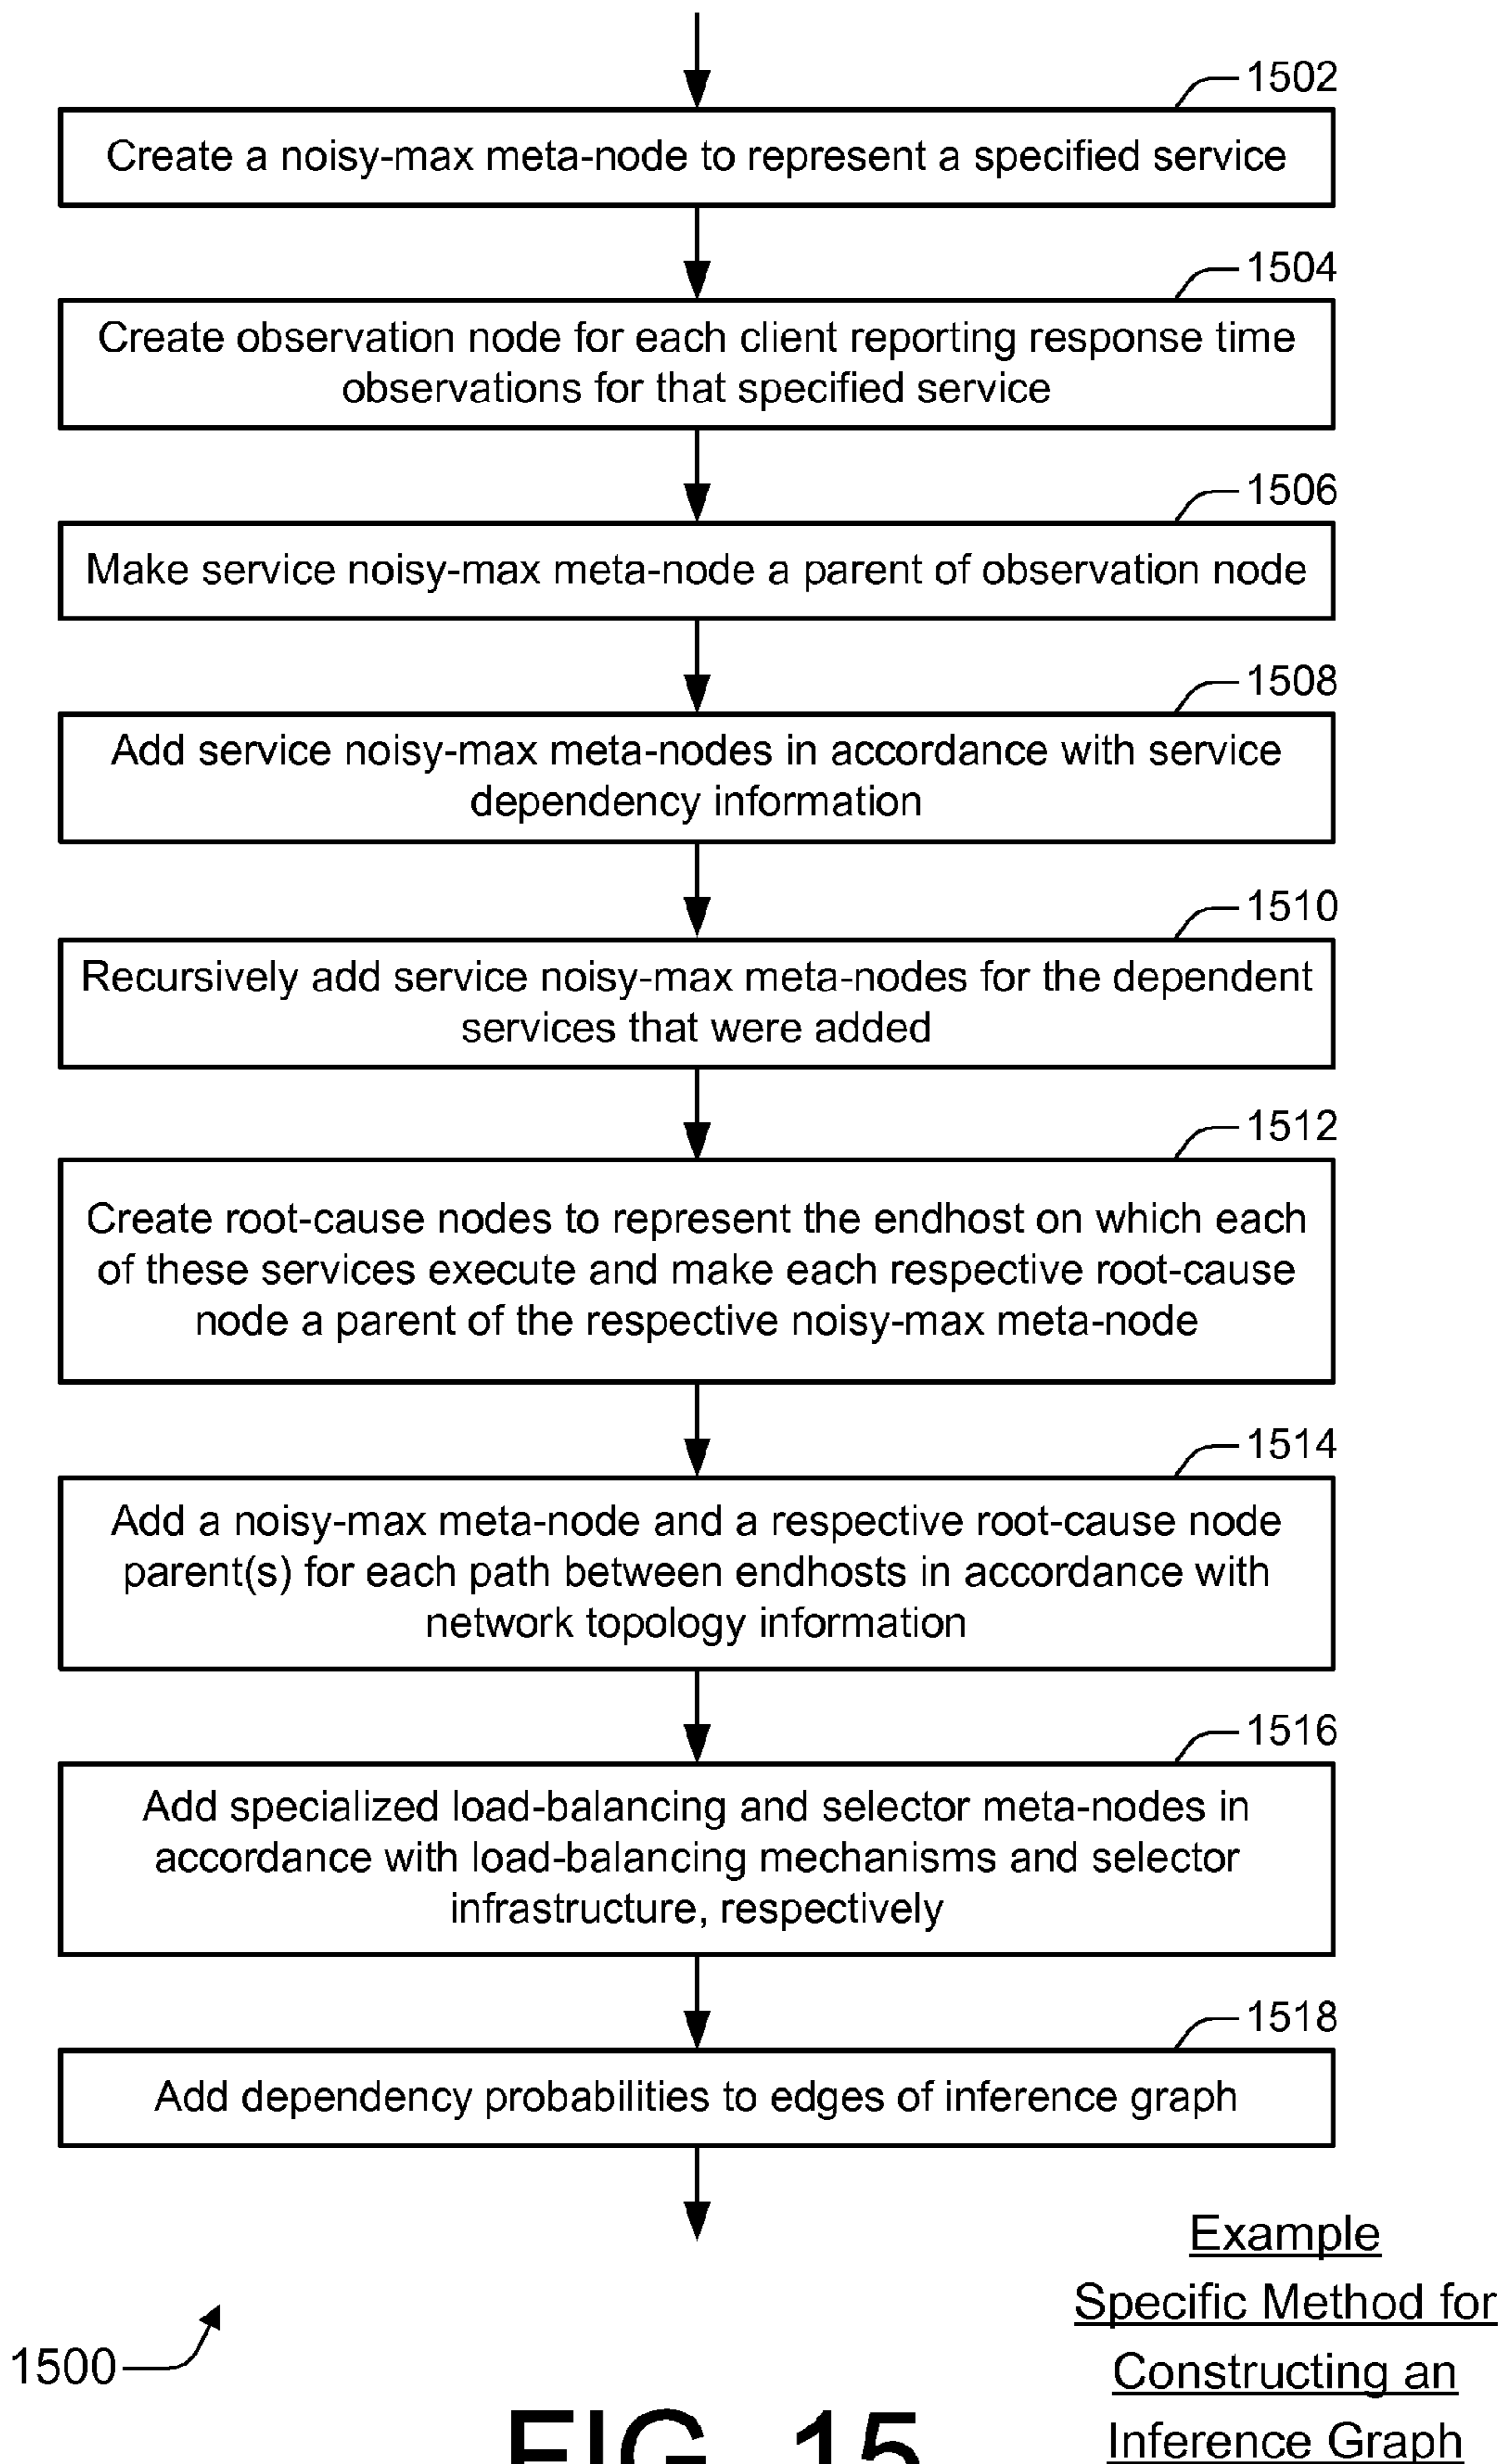 1502
Create a noisy-max meta-node to represent a specified service
1504
Create observation node for each client reporting response time
observations for that specified service
1506
Make service noisy-max meta-node a parent of observation node
1508
Add service noisy-max meta-nodes in accordance with service
dependency information
1510
Recursively add service noisy-max meta-nodes for the dependent
services that were added
1512
Create root-cause nodes to represent the endhost on which each
of these services execute and make each respective root-cause
node a parent of the respective noisy-max meta-node
1514
Add a noisy-max meta-node and a respective root-cause node
parent(s) for each path between endhosts in accordance with
network topology information
1516
Add specialized load-balancing and selector meta-nodes in
accordance with load-balancing mechanisms and selector
infrastructure, respectively
1518
Add dependency probabilities to edges of inference graph
1500
Example
Specific Method for
Constructing an
Inference Graph
FIG. 15